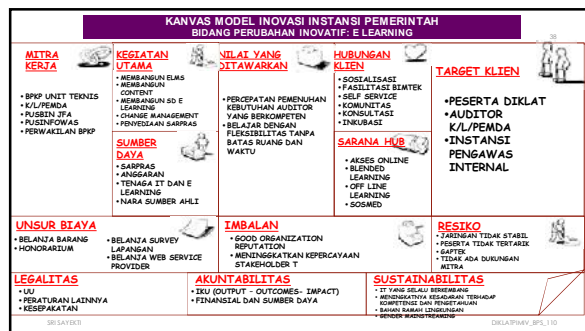 KANVAS MODEL INOVASI INSTANSI PEMERINTAH
BIDANG PERUBAHAN INOVATIF: E LEARNING
38
MITRA
KERJA
• BPKP UNIT TEKNIS
• K/L/PEMDA
• PUSBIN JFA
• PUSINFOWAS
• PERWAKILAN BPKP
KEGIATAN
UTAMA
• MEMBANGUN ELMS
• MEMBANGUN
CONTENT
• MEMBANGUN SD E
LEARNING
• CHANGE MANAGEMENT
• PENYEDIAAN SARPRAS
SUMBER
DAYA
• SARPRAS
• ANGGARAN
• TENAGA IT DAN E
LEARNING
• NARA SUMBER AHLI
NILAI YANG
DITAWARKAN
• PERCEPATAN PEMENUHAN
KEBUTUHAN AUDITOR
YANG BERKOMPETEN
• BELAJAR DENGAN
FLEKSIBILITAS TANPA
BATAS RUANG DAN
WAKTU
HUBUNGAN
KLIEN
• SOSIALISASI
• FASILITASI BIMTEK
• SELF SERVICE
• KOMUNITAS
• KONSULTASI
• INKUBASI
SARANA HUB
• AKSES ONLINE
• BLENDED
LEARNING
• OFF LINE
LEARNING
• SOSMED
TARGET KLIEN
• PESERTA DIKLAT
• AUDITOR
K/L/PEMDA
• INSTANSI
PENGAWAS
INTERNAL
UNSUR BIAYA
• BELANJA BARANG
• HONORARIUM
• BELANJA SURVEY
LAPANGAN
• BELANJA WEB SERVICE
PROVIDER
IMBALAN
• GOOD ORGANIZATION
REPUTATION
• MENINGGKATKAN KEPERCAYAAN
STAKEHOLDER T
RESIKO
• JARINGAN TIDAK STABIL
• PESERTA TIDAK TERTARIK
• GAPTEK
• TIDAK ADA DUKUNGAN
MITRA
LEGALITAS
• UU
• PERATURAN LAINNYA
• KESEPAKATAN
AKUNTABILITAS
• IKU (OUTPUT - OUTCOMES- IMPACT)
• FINANSIAL DAN SUMBER DAYA
SUSTAINABILITAS
• IT YANG SELALU BERKEMBANG
• MENINGKATNYA KESADARAN TERHADAP
KOMPETENSI DAN PENGETAHUAN
• BAHAN RAMAH LINGKUNGAN
• GENDER MAINSTREAMING
SRI SAYEKTI
DIKLATPIMIV_BPS_110